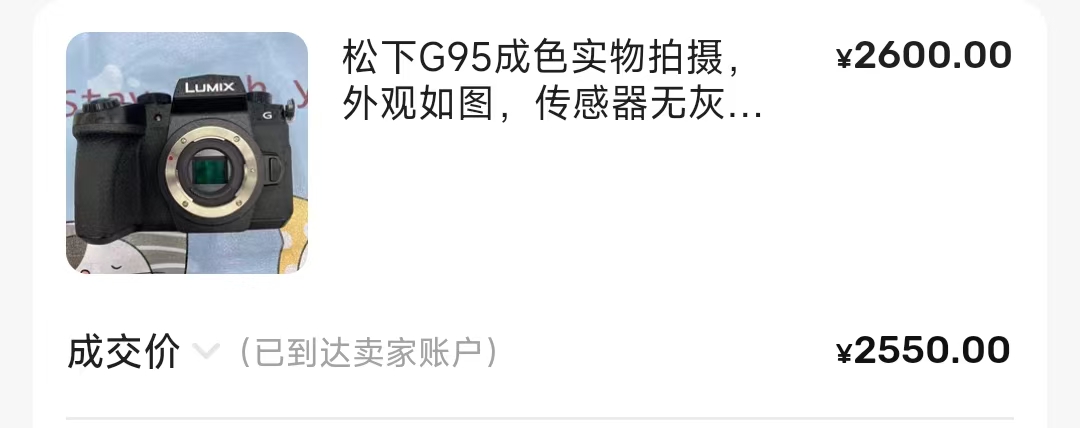 松下G95成色实物拍摄，
外观如图，传感器无灰...
¥2600.00
LUMIX
G
成交价
（已到达卖家账户）
¥2550.00